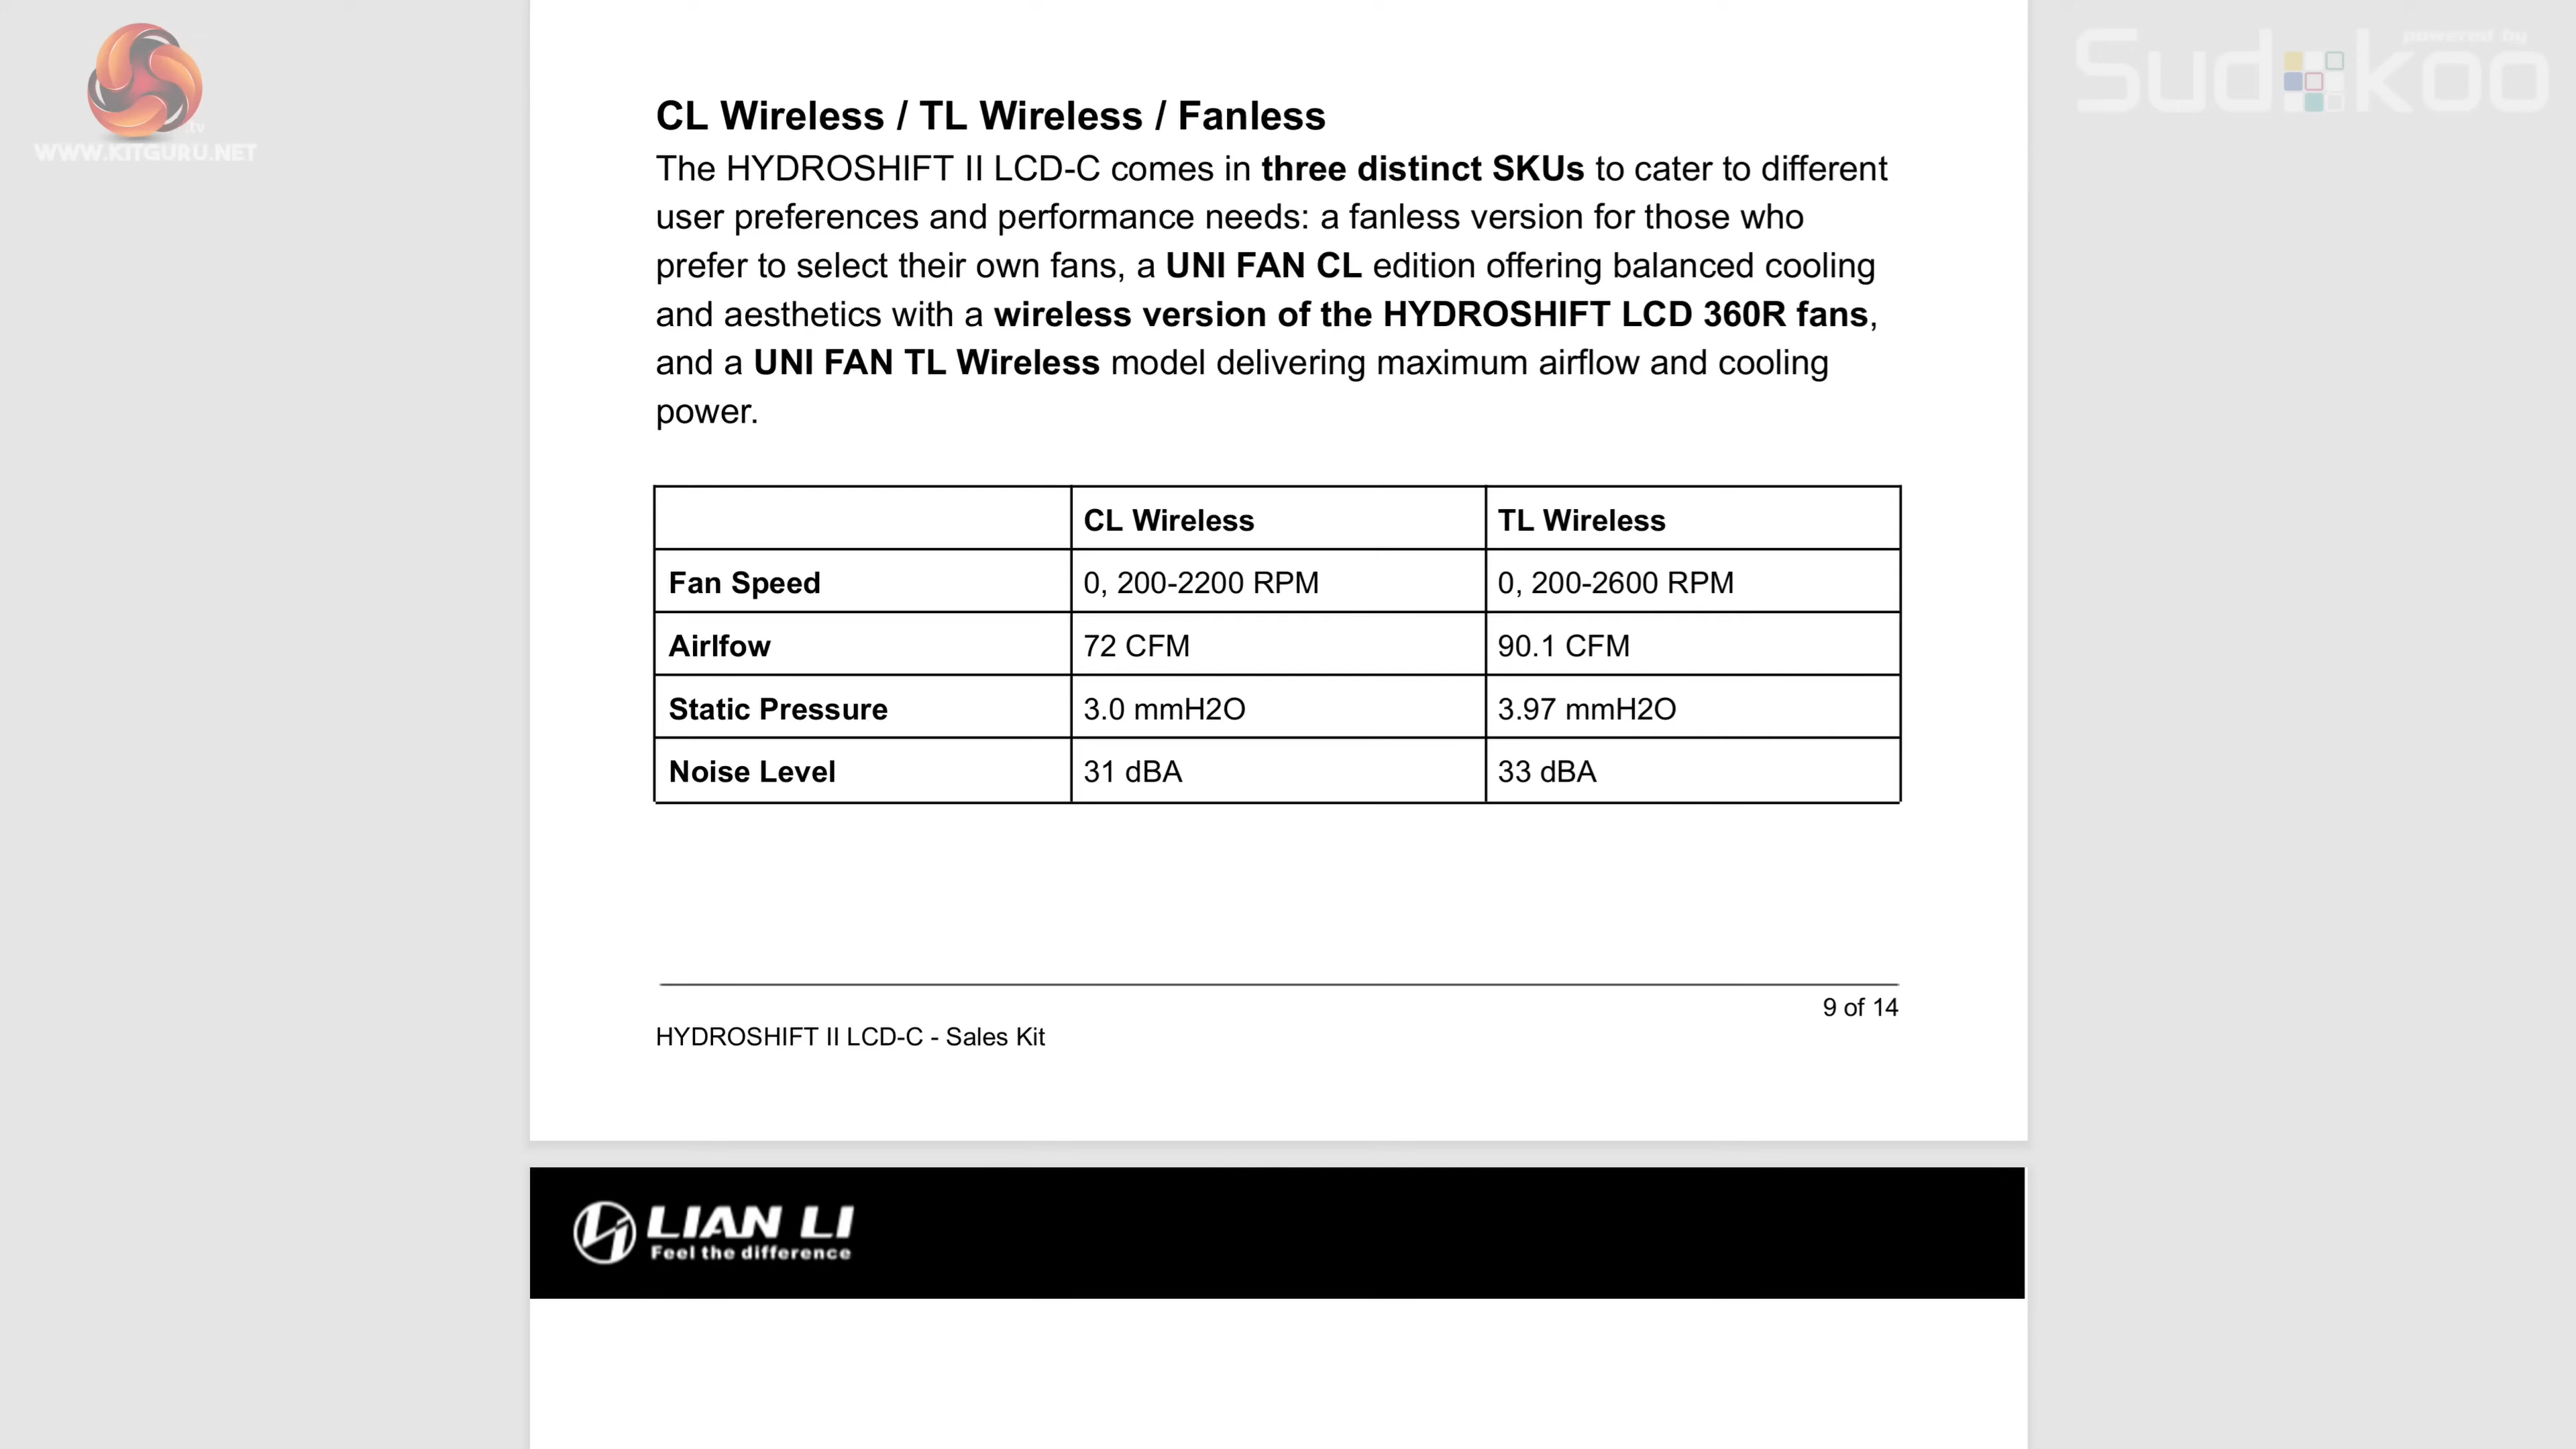 .tv
WWW.KITGURU.NET
powered by
Sudokoo
CL Wireless / TL Wireless / Fanless
The HYDROSHIFT II LCD-C comes in three distinct SKUs to cater to different
user preferences and performance needs: a fanless version for those who
prefer to select their own fans, a UNI FAN CL edition offering balanced cooling
and aesthetics with a wireless version of the HYDROSHIFT LCD 360R fans,
and a UNI FAN TL Wireless model delivering maximum airflow and cooling
power.
CL Wireless TL Wireless
Fan Speed 0, 200-2200 RPM 0, 200-2600 RPM
Airlfow 72 CFM 90.1 CFM
Static Pressure 3.0 mmH2O 3.97 mmH2O
Noise Level 31 dBA 33 dBA
9 of 14
HYDROSHIFT II LCD-C - Sales Kit
LIAN LI
Feel the difference